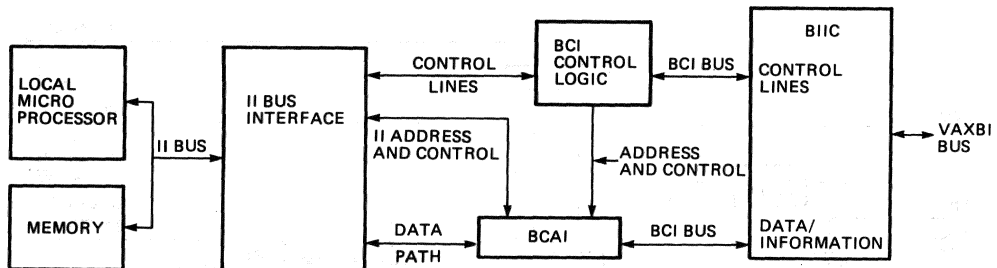 LOCAL
MICRO
PROCESSOR
MEMORY
II BUS
II BUS
INTERFACE
CONTROL
LINES
II ADDRESS
AND CONTROL
DATA
PATH
BCI
CONTROL
LOGIC
ADDRESS
AND CONTROL
BCAI
BCI BUS
BCI BUS
BIIC
CONTROL
LINES
DATA/
INFORMATION
VAXBI
BUS